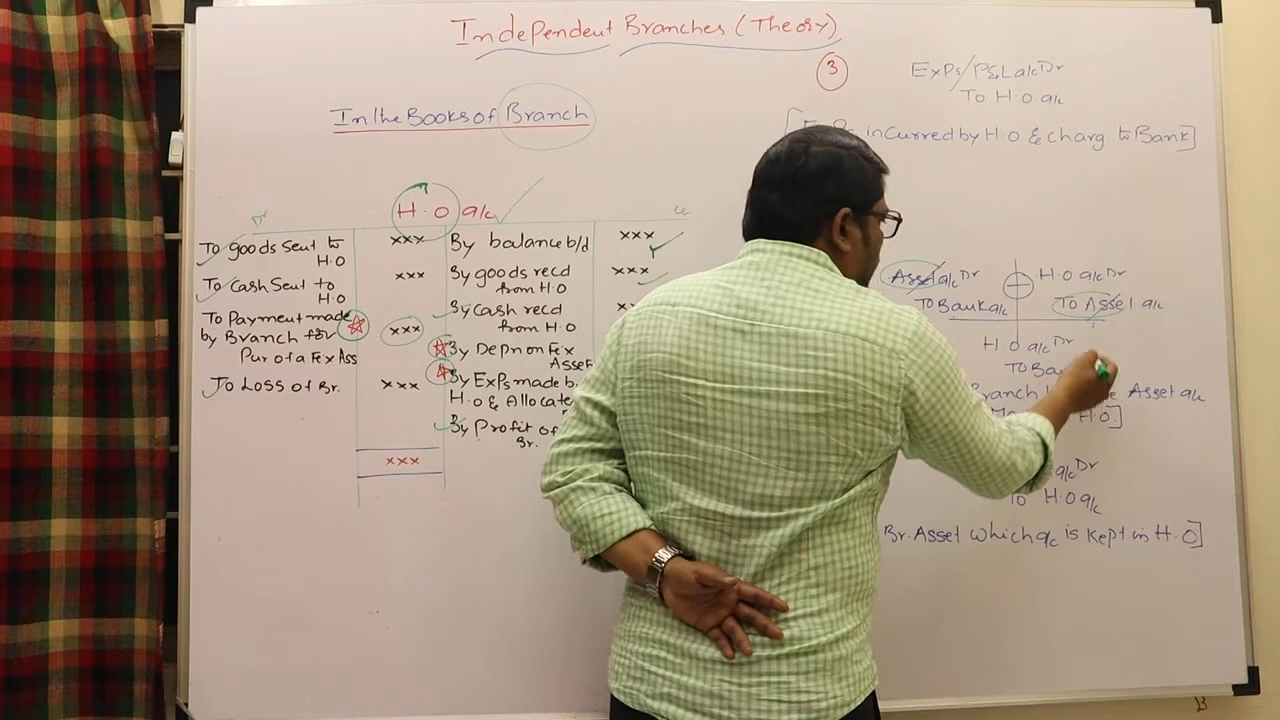 Independent Branches (Theory)
3
Exps/P&L a/c Dr
To H.O a/c
incurred by H.O & charg. to Bank]
In the Books of Branch
H.O a/c
Dr
To goods sent to H.O
xxx
By balance b/d
xxx
To Cash Sent to H.O
xxx
By goods recd from H.O
xxx
To Payment made by Branch for Pur of a Fix Ass
xxx
By Cash recd from H.O
By Depn on Fix Asset
To Loss of Br.
xxx
By Exps made b
H.O & Allocate
By Profit of Br.
xxx
Asset a/c Dr
To Bank a/c
H.O a/c Dr
To Asset a/c
H.O a/c Dr
To Ba
ranch
Asset a/c
H.O]
a/c Dr
To H.O a/c
Br. Asset which a/c is kept in H.O]